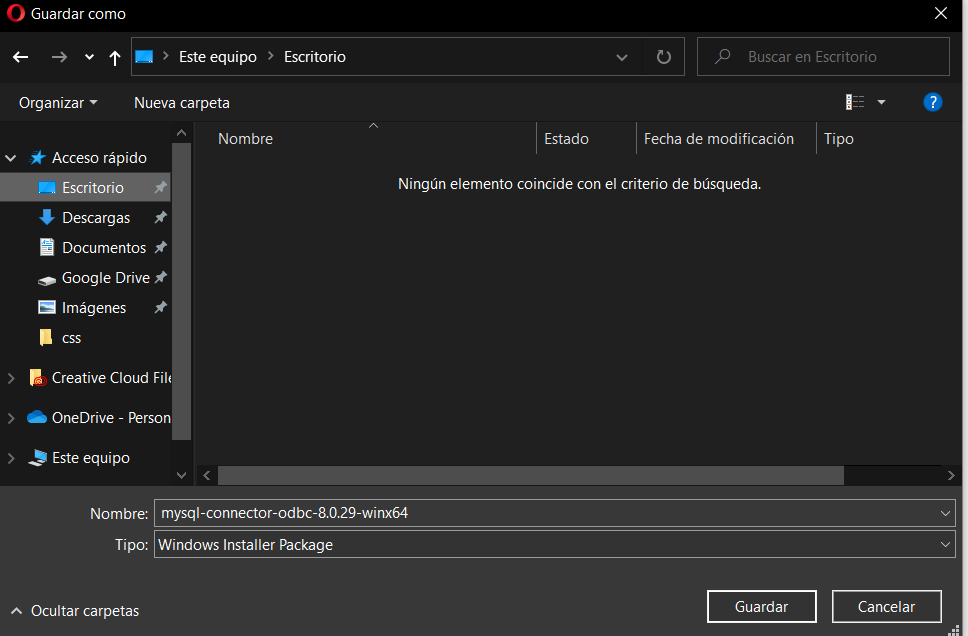 Guardar como
Este equipo
Escritorio
Buscar en Escritorio
Organizar
Nueva carpeta
?
Nombre
Estado
Fecha de modificación
Tipo
Ningún elemento coincide con el criterio de búsqueda.
Acceso rápido
Escritorio
Descargas
Documentos
Google Drive
Imágenes
css
Creative Cloud File
OneDrive - Person
Este equipo
Nombre:
mysql-connector-odbc-8.0.29-winx64
Tipo:
Windows Installer Package
Ocultar carpetas
Guardar
Cancelar